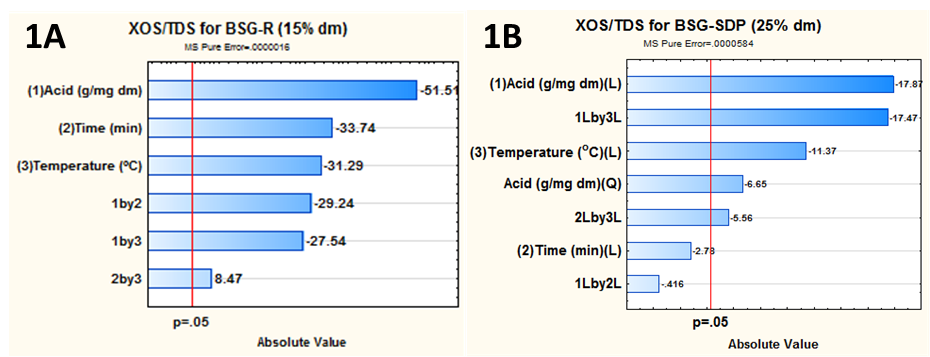 1A
XOS/TDS for BSG-R (15% dm)
MS Pure Error=.0000016
(1)Acid (g/mg dm)
-51.51
(2)Time (min)
-33.74
(3)Temperature (ºC)
-31.29
1by2
-29.24
1by3
-27.54
2by3
8.47
p=.05
Absolute Value
1B
XOS/TDS for BSG-SDP (25% dm)
MS Pure Error=.0000584
(1)Acid (g/mg dm)(L)
-17.87
1Lby3L
-17.47
(3)Temperature (°C)(L)
-11.37
Acid (g/mg dm)(Q)
-6.65
2Lby3L
-5.56
(2)Time (min)(L)
-2.73
1Lby2L
-.416
p=.05
Absolute Value